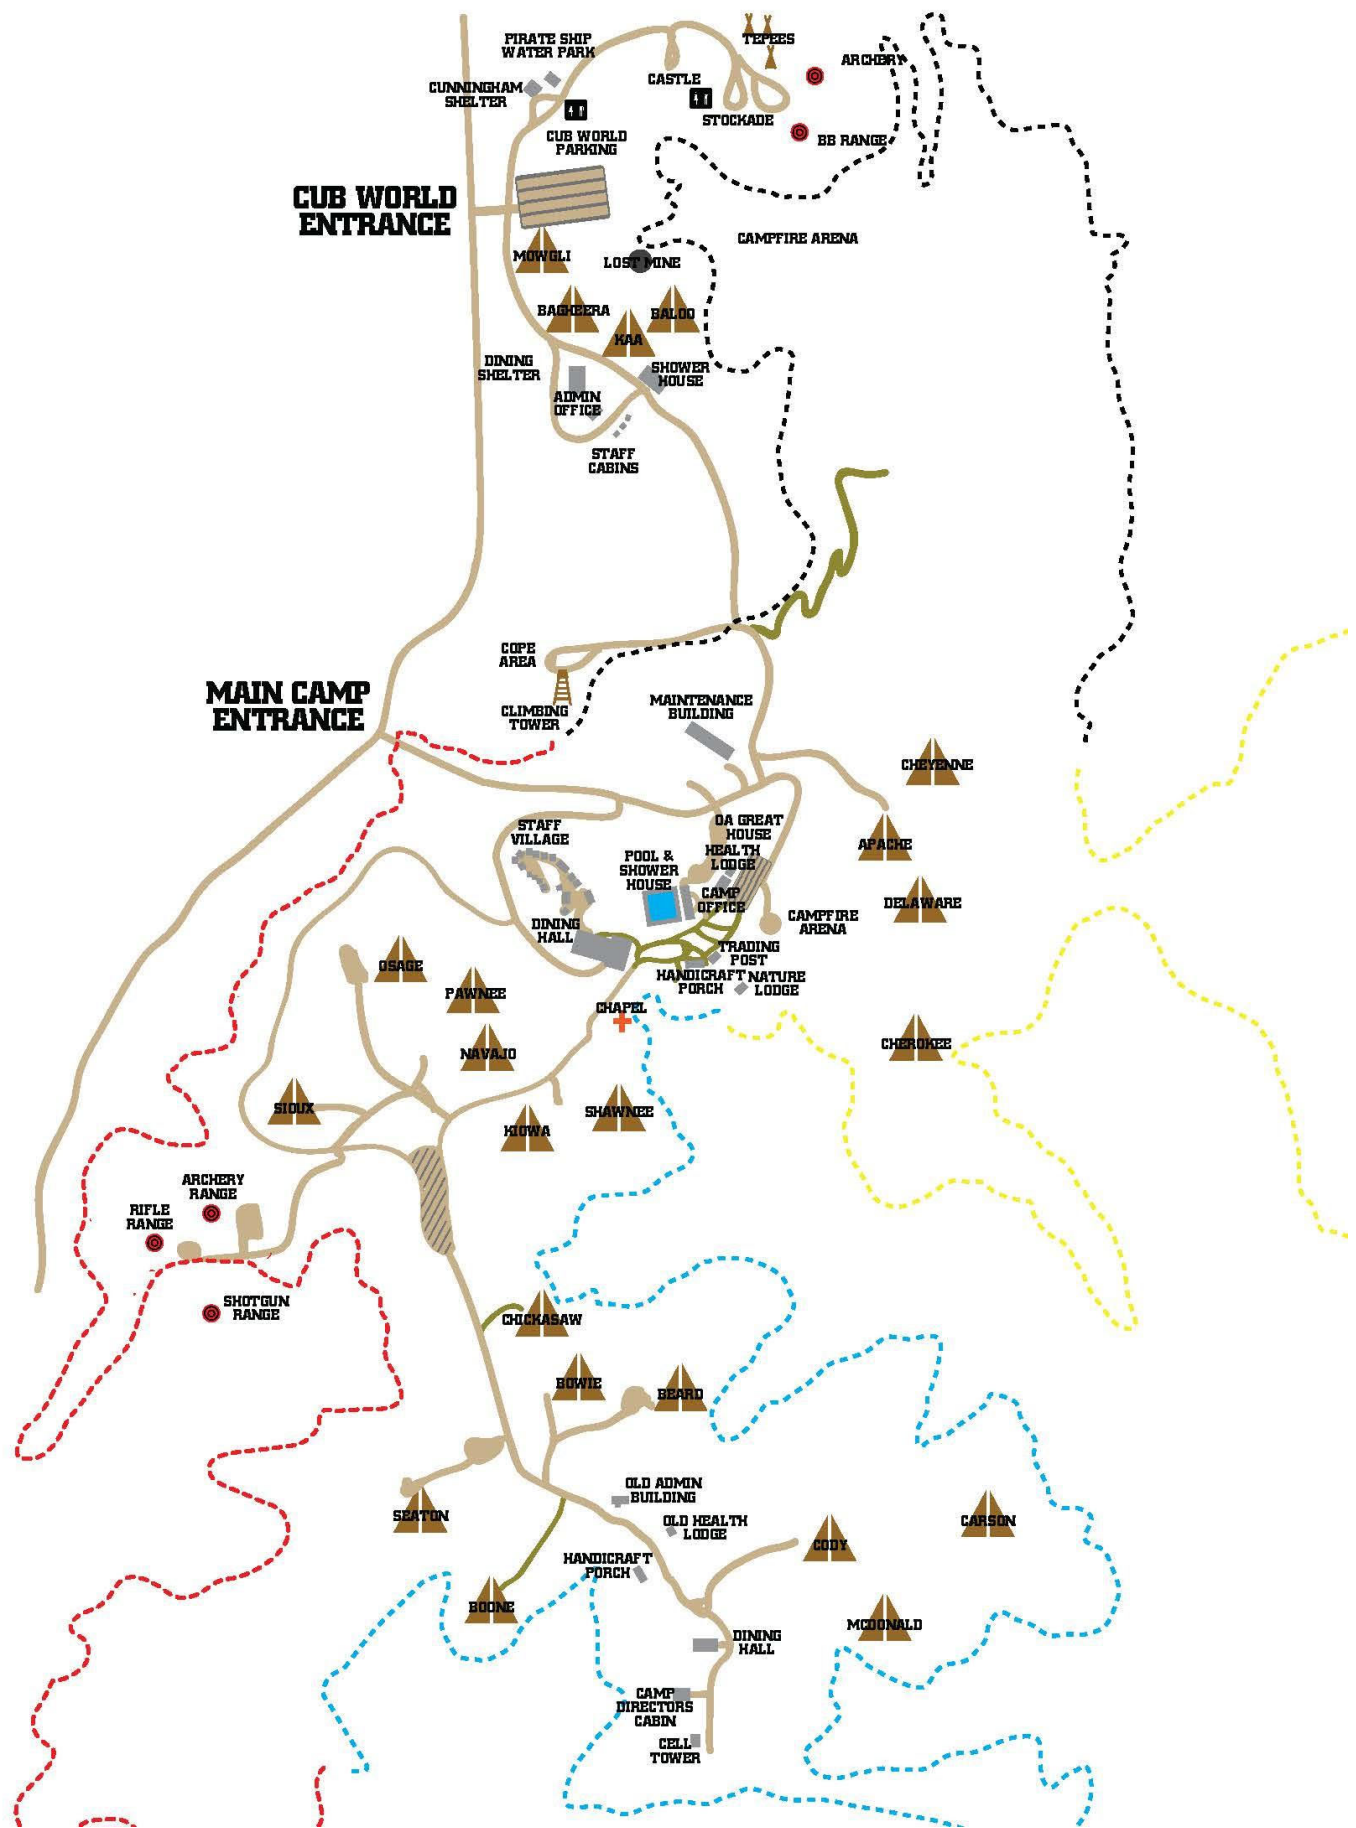 PIRATE SHIP
WATER PARK
TEPEES
ARCHERY
CUNNINGHAM
SHELTER
CASTLE
STOCKADE
CUB WORLD
PARKING
BB RANGE
CUB WORLD
ENTRANCE
CAMPFIRE ARENA
MOWGLI
LOST MINE
BAGHEERA
BALOO
KAA
DINING
SHELTER
SHOWER
HOUSE
ADMIN
OFFICE
STAFF
CABINS
COPE
AREA
MAIN CAMP
ENTRANCE
CLIMBING
TOWER
MAINTENANCE
BUILDING
CHEYENNE
STAFF
VILLAGE
OA GREAT
HOUSE
HEALTH
LODGE
APACHE
POOL &
SHOWER
HOUSE
CAMP
OFFICE
DELAWARE
DINING
HALL
CAMPFIRE
ARENA
TRADING
POST
OSAGE
PAWNEE
HANDICRAFT
PORCH
NATURE
LODGE
CHAPEL
NAVAJO
CHEROKEE
SIOUX
SHAWNEE
KIOWA
ARCHERY
RANGE
RIFLE
RANGE
SHOTGUN
RANGE
CHICKASAW
BOWIE
BEARD
OLD ADMIN
BUILDING
SEATON
OLD HEALTH
LODGE
CARSON
CODY
HANDICRAFT
PORCH
BOONE
MCDONALD
DINING
HALL
CAMP
DIRECTORS
CABIN
CELL
TOWER